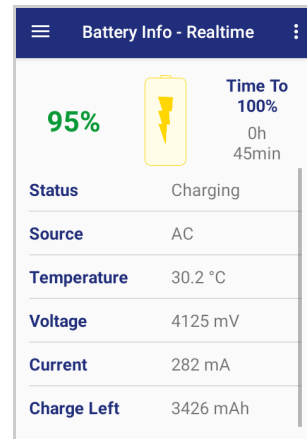 Battery Info - Realtime
95%
Time To
100%
0h
45min
Status Charging
Source AC
Temperature 30.2 °C
Voltage 4125 mV
Current 282 mA
Charge Left 3426 mAh